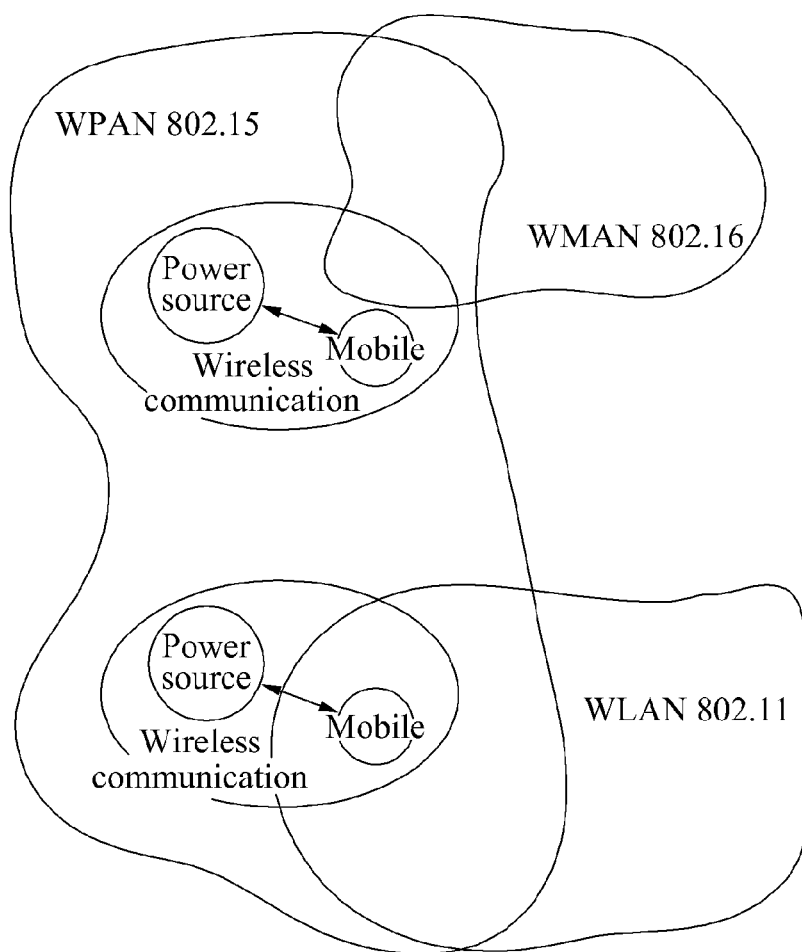 WPAN 802.15
WMAN 802.16
Power
source
Mobile
Wireless
communication
Power
source
WLAN 802.11
Mobile
Wireless
communication